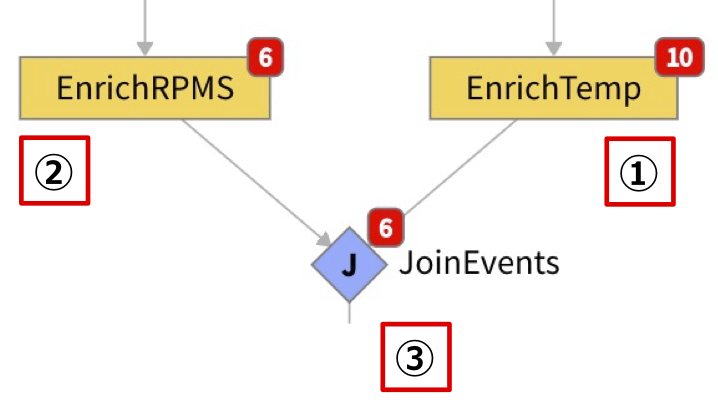 6
10
EnrichRPMS
EnrichTemp
②
①
6
J
JoinEvents
③